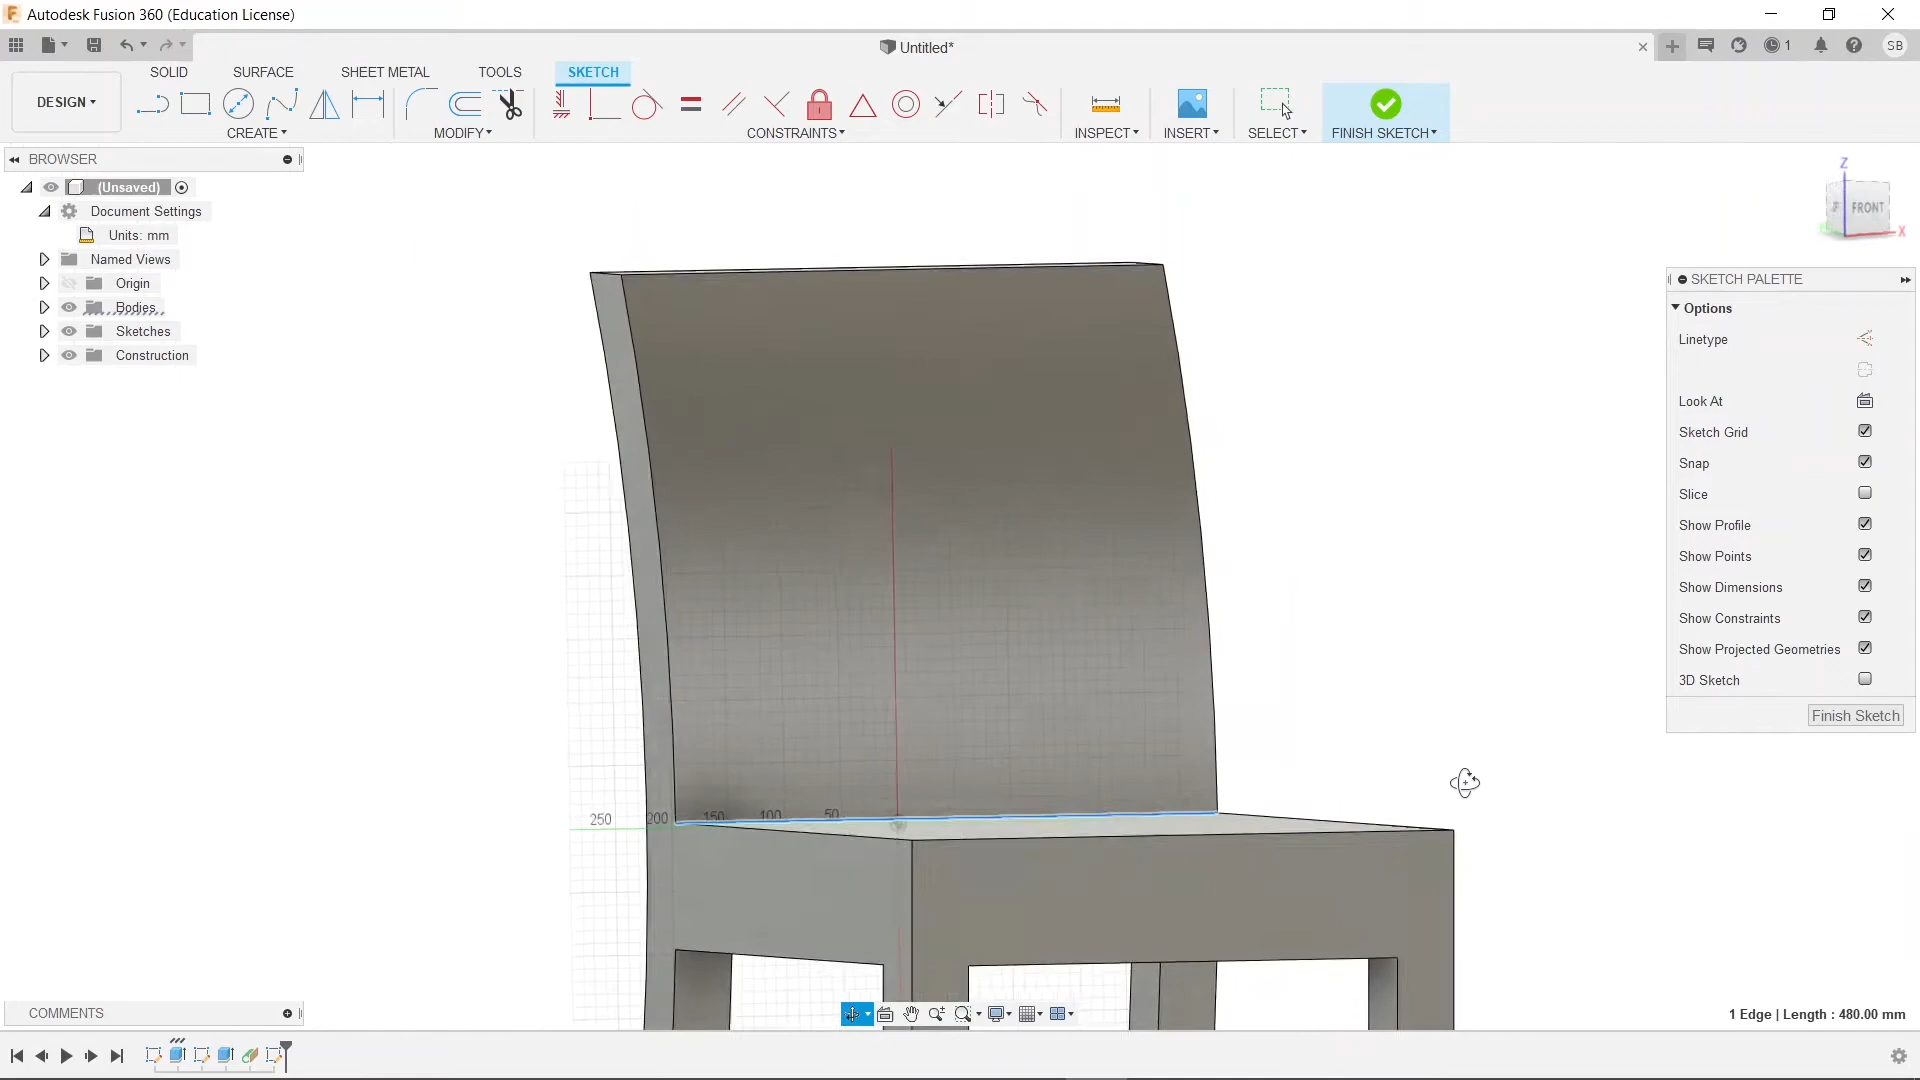 Autodesk Fusion 360 (Education License)
Untitled*
1
SB
DESIGN
SOLID
SURFACE
SHEET METAL
TOOLS
SKETCH
CREATE
MODIFY
CONSTRAINTS
INSPECT
INSERT
SELECT
FINISH SKETCH
BROWSER
(Unsaved)
Document Settings
Units: mm
Named Views
Origin
Bodies
Sketches
Construction
Z
FRONT
X
SKETCH PALETTE
Options
Linetype
Look At
Sketch Grid
Snap
Slice
Show Profile
Show Points
Show Dimensions
Show Constraints
Show Projected Geometries
3D Sketch
Finish Sketch
250 200 150 100 50
COMMENTS
1 Edge | Length : 480.00 mm